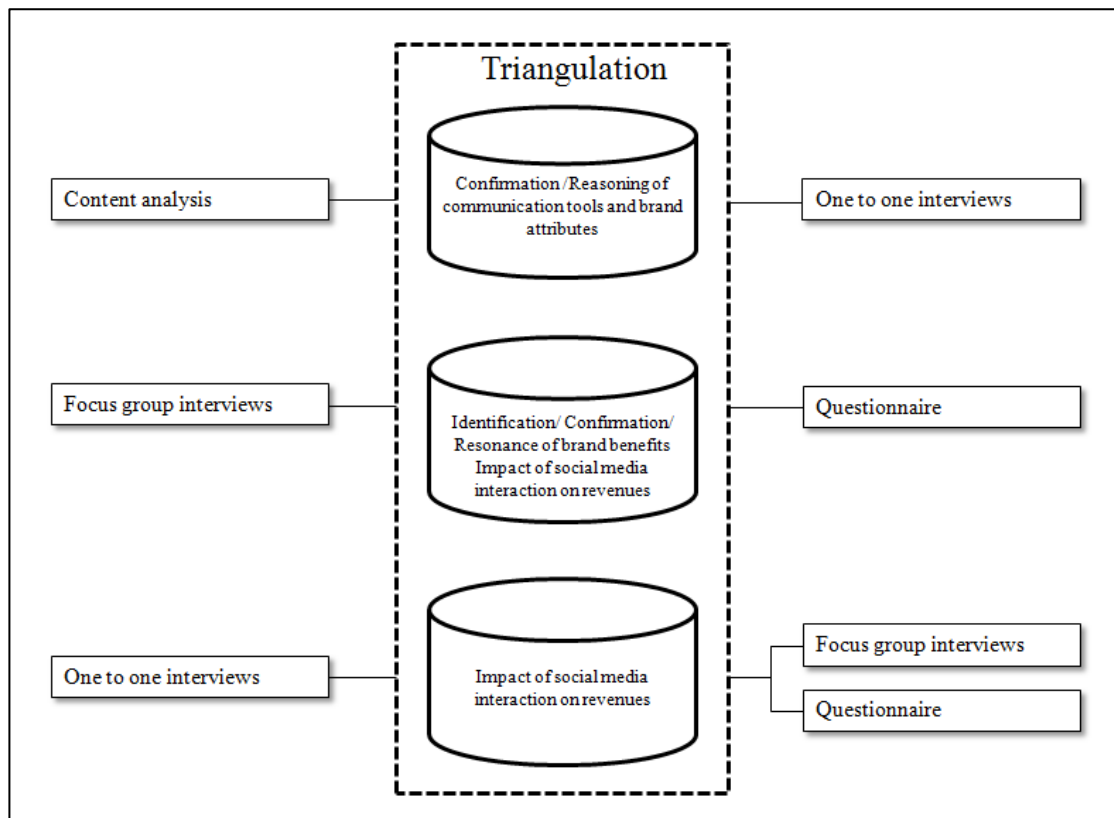 Triangulation
Content analysis
Confirmation /Reasoning of
communication tools and brand
attributes
One to one interviews
Focus group interviews
Identification/ Confirmation/
Resonance of brand benefits
Impact of social media
interaction on revenues
Questionnaire
One to one interviews
Impact of social media
interaction on revenues
Focus group interviews
Questionnaire